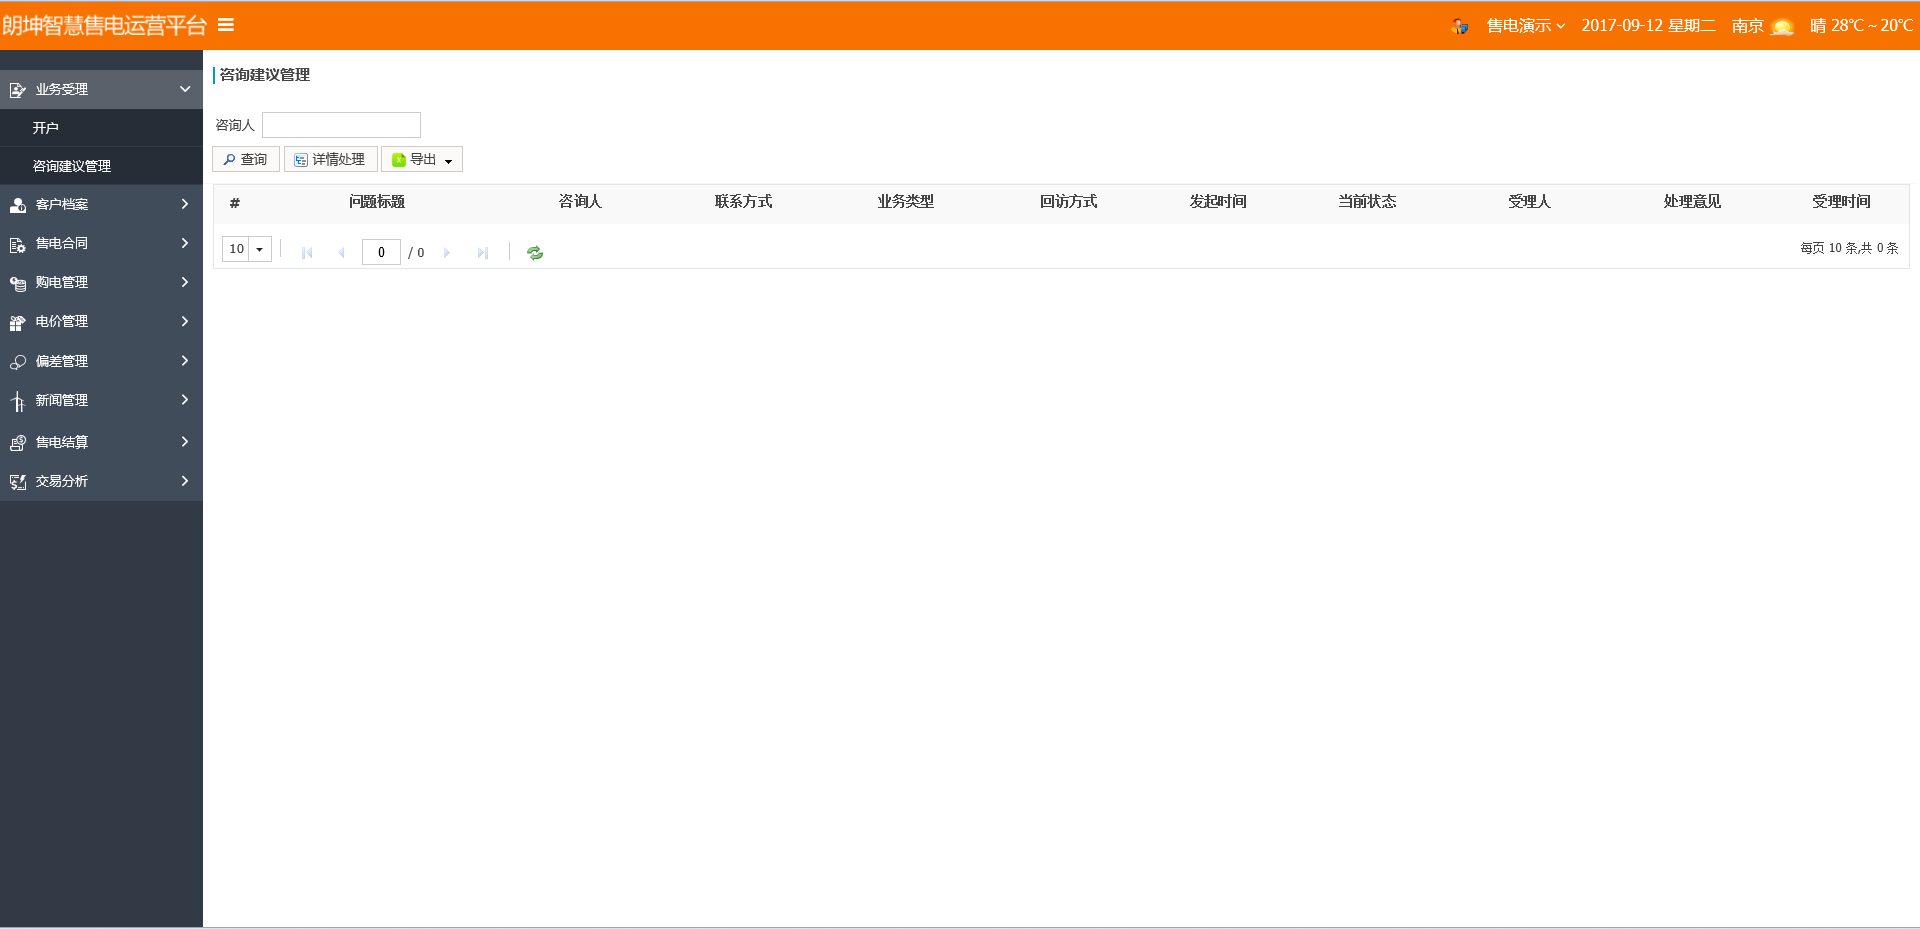 朗坤智慧售电运营平台
售电演示 2017-09-12 星期二 南京 晴 28℃ ~ 20℃
业务受理
开户
咨询建议管理
客户档案
售电合同
购电管理
电价管理
偏差管理
新闻管理
售电结算
交易分析
咨询建议管理
咨询人
查询 详情处理 导出
# 问题标题 咨询人 联系方式 业务类型 回访方式 发起时间 当前状态 受理人 处理意见 受理时间
10 0 / 0 每页 10 条,共 0 条